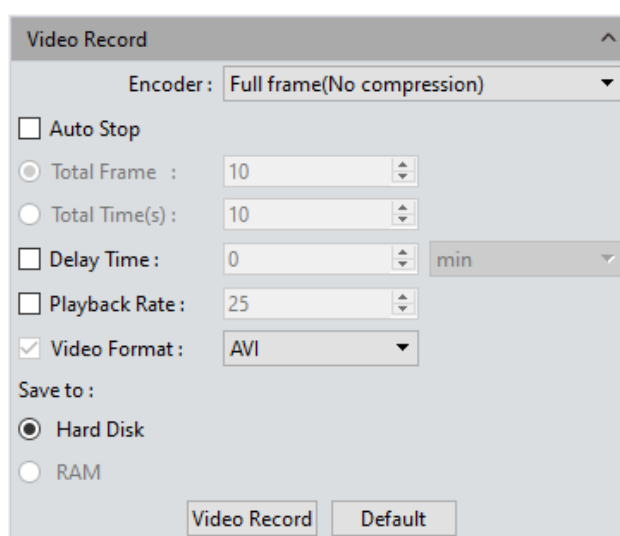 Video Record
Encoder : Full frame(No compression)
Auto Stop
Total Frame : 10
Total Time(s) : 10
Delay Time : 0 min
Playback Rate : 25
Video Format : AVI
Save to :
Hard Disk
RAM
Video Record Default